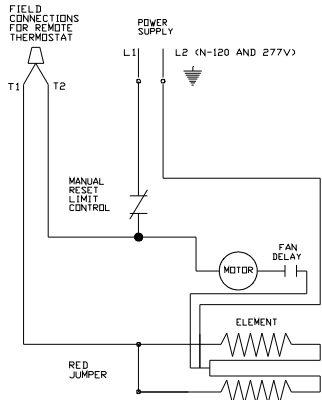 FIELD
CONNECTIONS
FOR REMOTE
THERMOSTAT
POWER
SUPPLY
L1
L2 (N-120 AND 277V)
T1
T2
MANUAL
RESET
LIMIT
CONTROL
FAN
DELAY
MOTOR
ELEMENT
RED
JUMPER